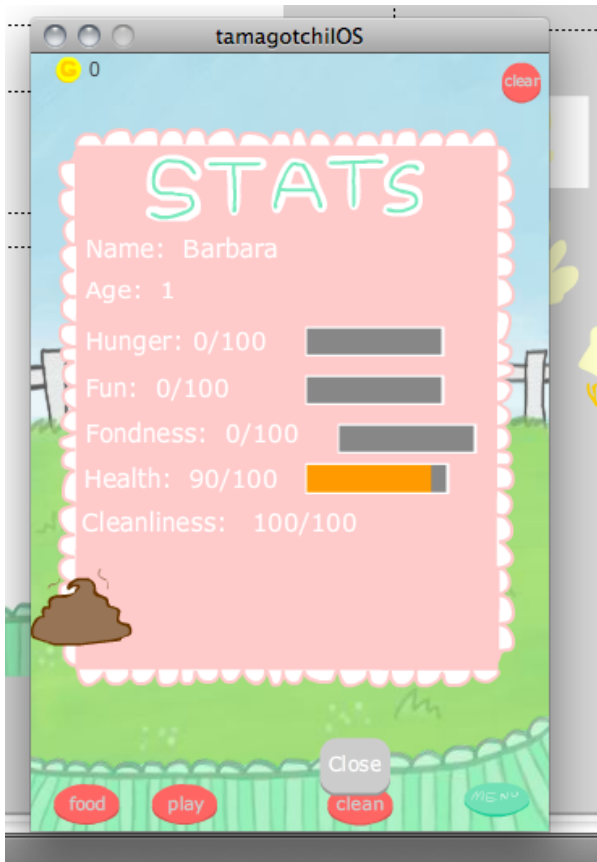 tamagotchiIOS
G 0
clear
STATS
Name: Barbara
Age: 1
Hunger: 0/100
Fun: 0/100
Fondness: 0/100
Health: 90/100
Cleanliness: 100/100
Close
food play clean MENU